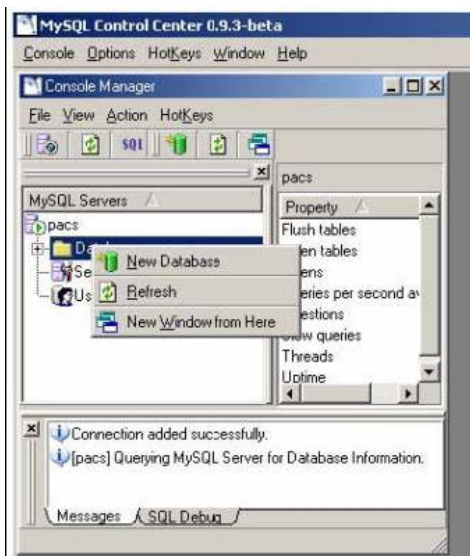 MySQL Control Center 0.9.3-beta
Console Options HotKeys Window Help
Console Manager
File View Action HotKeys
SQL
pacs
MySQL Servers
Property
pacs
Flush tables
New Database
Refresh
New Window from Here
Threads
Uptime
Connection added successfully.
[pacs] Querying MySQL Server for Database Information.
Messages SQL Debug